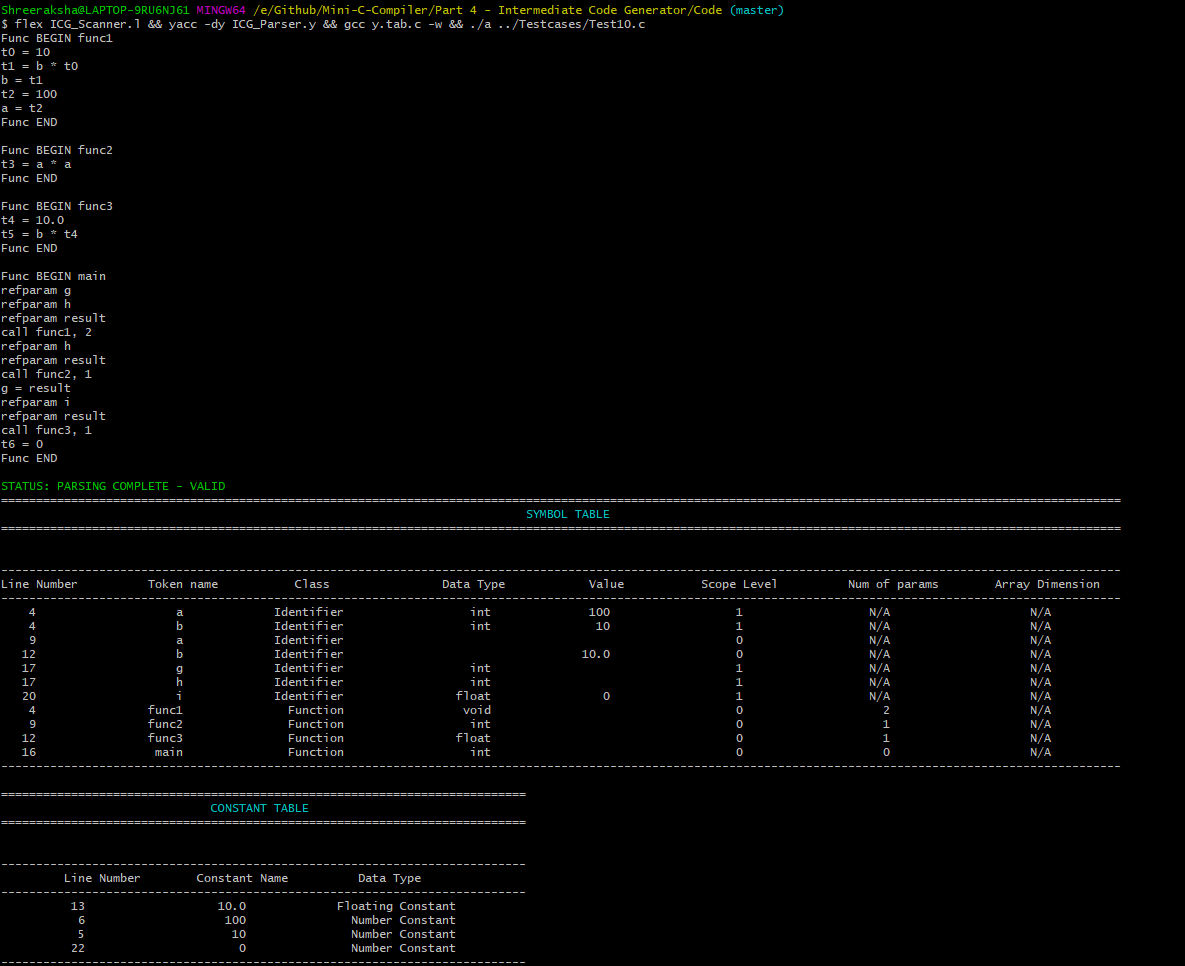 Shreeraksha@LAPTOP-9RU6NJ61 MINGW64 /e/Github/Mini-C-Compiler/Part 4 - Intermediate Code Generator/Code (master)
$ flex ICG_Scanner.l && yacc -dy ICG_Parser.y && gcc y.tab.c -w && ./a ../Testcases/Test10.c
Func BEGIN func1
t0 = 10
t1 = b * t0
b = t1
t2 = 100
a = t2
Func END
Func BEGIN func2
t3 = a * a
Func END
Func BEGIN func3
t4 = 10.0
t5 = b * t4
Func END
Func BEGIN main
refparam g
refparam h
refparam result
call func1, 2
refparam h
refparam result
call func2, 1
g = result
refparam i
refparam result
call func3, 1
t6 = 0
Func END
STATUS: PARSING COMPLETE - VALID
SYMBOL TABLE
Line Number Token name Class Data Type Value Scope Level Num of params Array Dimension
4 a Identifier int 100 1 N/A N/A
4 b Identifier int 10 1 N/A N/A
9 a Identifier 0 N/A N/A
12 b Identifier 10.0 0 N/A N/A
17 g Identifier int 1 N/A N/A
17 h Identifier int 1 N/A N/A
20 i Identifier float 0 1 N/A N/A
4 func1 Function void 0 2 N/A
9 func2 Function int 0 1 N/A
12 func3 Function float 0 1 N/A
16 main Function int 0 0 N/A
CONSTANT TABLE
Line Number Constant Name Data Type
13 10.0 Floating Constant
6 100 Number Constant
5 10 Number Constant
22 0 Number Constant